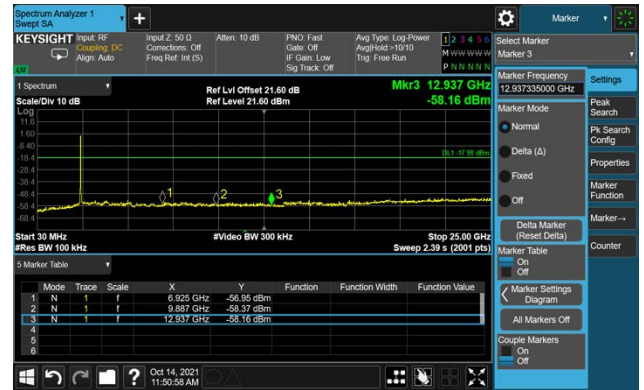 Spectrum Analyzer 1
Swept SA
Marker
KEYSIGHT
Input: RF
Coupling: DC
Align: Auto
Input Z: 50 Ω
Corrections: Off
Freq Ref: Int (S)
Atten: 10 dB
PNO: Fast
Gate: Off
IF Gain: Low
Sig Track: Off
Avg Type: Log-Power
Avg|Hold:>10/10
Trig: Free Run
1 2 3 4 5 6
M W W W W W
P N N N N N
LXI
Select Marker
Marker 3
1 Spectrum
Scale/Div 10 dB
Ref Lvl Offset 21.60 dB
Ref Level 21.60 dBm
Mkr3 12.937 GHz
-58.16 dBm
Log
11.6
1.60
-8.40
-18.4
-28.4
-38.4
-48.4
-58.4
-68.4
DL1 -17.98 dBm
1
2
3
Start 30 MHz
#Res BW 100 kHz
#Video BW 300 kHz
Stop 25.00 GHz
Sweep 2.39 s (2001 pts)
5 Marker Table
Mode Trace Scale X Y Function Function Width Function Value
1 N 1 f 6.925 GHz -56.95 dBm
2 N 1 f 9.887 GHz -58.37 dBm
3 N 1 f 12.937 GHz -58.16 dBm
4
5
6
Marker Frequency
12.937335000 GHz
Marker Mode
Normal
Delta (Δ)
Fixed
Off
Delta Marker
(Reset Delta)
Marker Table
On
Off
Marker Settings
Diagram
All Markers Off
Couple Markers
On
Off
Settings
Peak
Search
Pk Search
Config
Properties
Marker
Function
Marker→
Counter
?
Oct 14, 2021
11:50:58 AM